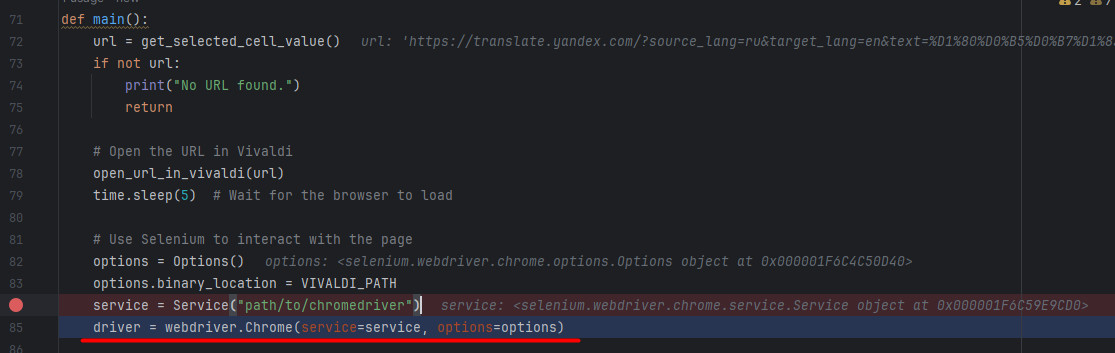 1 usage new
2 7
71 def main():
72 url = get_selected_cell_value() url: 'https://translate.yandex.com/?source_lang=ru&target_lang=en&text=%D1%80%D0%B5%D0%B7%D1%8
73 if not url:
74 print("No URL found.")
75 return
76
77 # Open the URL in Vivaldi
78 open_url_in_vivaldi(url)
79 time.sleep(5) # Wait for the browser to load
80
81 # Use Selenium to interact with the page
82 options = Options() options: <selenium.webdriver.chrome.options.Options object at 0x000001F6C4C50D40>
83 options.binary_location = VIVALDI_PATH
service = Service("path/to/chromedriver") service: <selenium.webdriver.chrome.service.Service object at 0x000001F6C59E9CD0>
85 driver = webdriver.Chrome(service=service, options=options)
86